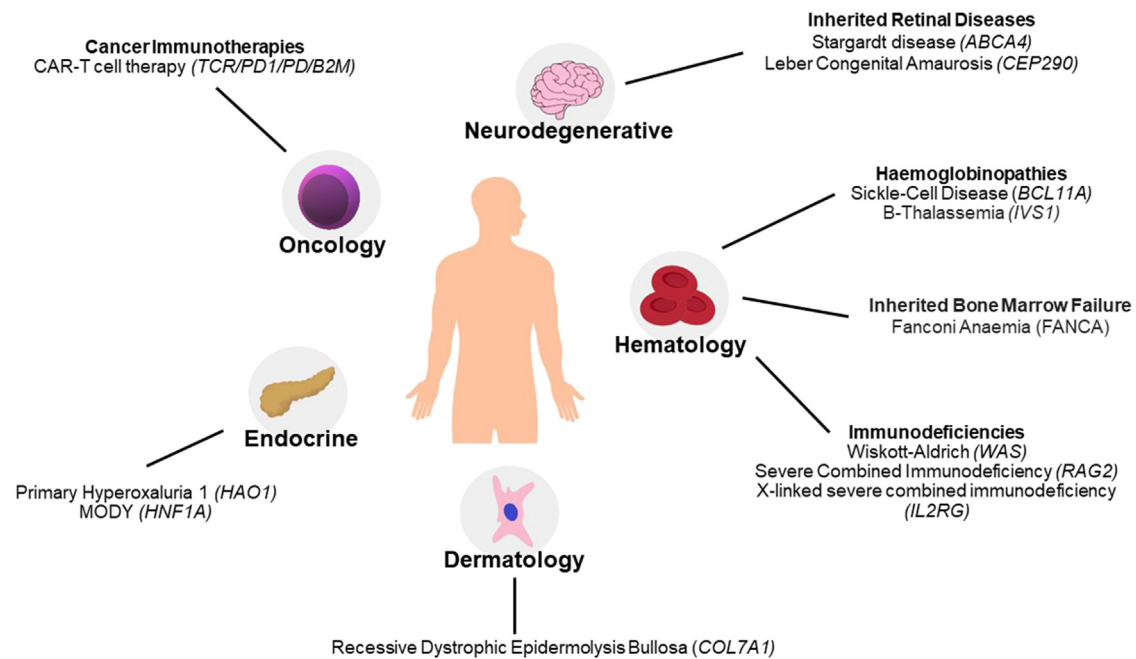 Cancer Immunotherapies
CAR-T cell therapy (TCR/PD1/PD/B2M)
Oncology
Inherited Retinal Diseases
Stargardt disease (ABCA4)
Leber Congenital Amaurosis (CEP290)
Neurodegenerative
Haemoglobinopathies
Sickle-Cell Disease (BCL11A)
B-Thalassemia (IVS1)
Hematology
Inherited Bone Marrow Failure
Fanconi Anaemia (FANCA)
Immunodeficiencies
Wiskott-Aldrich (WAS)
Severe Combined Immunodeficiency (RAG2)
X-linked severe combined immunodeficiency
(IL2RG)
Endocrine
Primary Hyperoxaluria 1 (HAO1)
MODY (HNF1A)
Dermatology
Recessive Dystrophic Epidermolysis Bullosa (COL7A1)